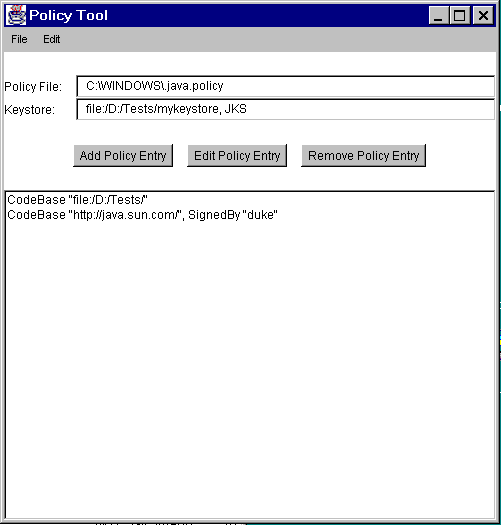 Policy Tool
File Edit
Policy File: C:\WINDOWS\.java.policy
Keystore: file:/D:/Tests/mykeystore, JKS
Add Policy Entry Edit Policy Entry Remove Policy Entry
CodeBase "file:/D:/Tests/"
CodeBase "http://java.sun.com/", SignedBy "duke"